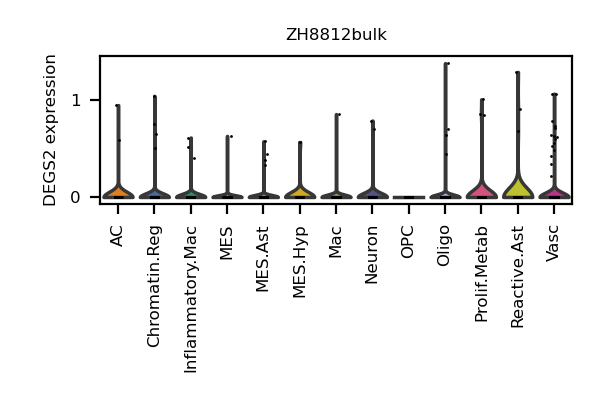 ZH8812bulk
DEGS2 expression
1
0
AC
Chromatin.Reg
Inflammatory.Mac
MES
MES.Ast
MES.Hyp
Mac
Neuron
OPC
Oligo
Prolif.Metab
Reactive.Ast
Vasc